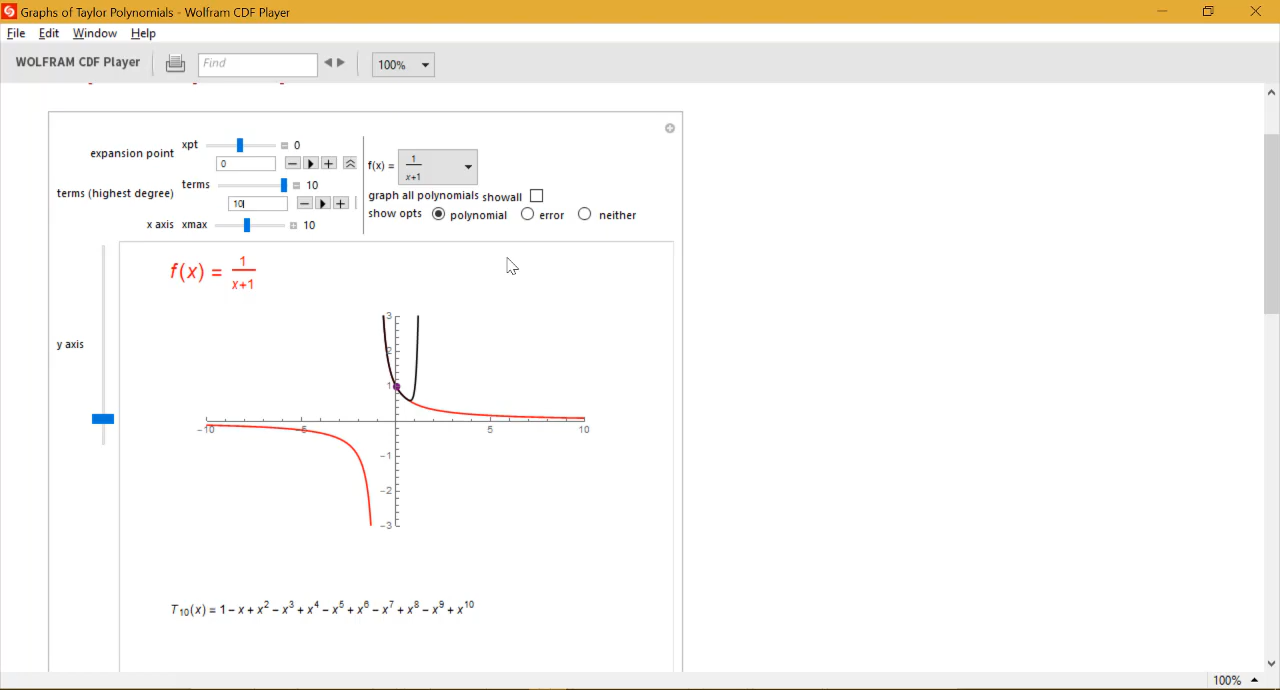 Graphs of Taylor Polynomials - Wolfram CDF Player
File Edit Window Help
WOLFRAM CDF Player Find 100%
expansion point xpt 0
0
terms (highest degree) terms 10
10
x axis xmax 10
f(x) = 1/x+1
graph all polynomials showall
show opts polynomial error neither
f(x) = 1/x+1
y axis
3
2
1
-10 -5 5 10
-1
-2
-3
T₁₀(x) = 1 - x + x² - x³ + x⁴ - x⁵ + x⁶ - x⁷ + x⁸ - x⁹ + x¹⁰
100%